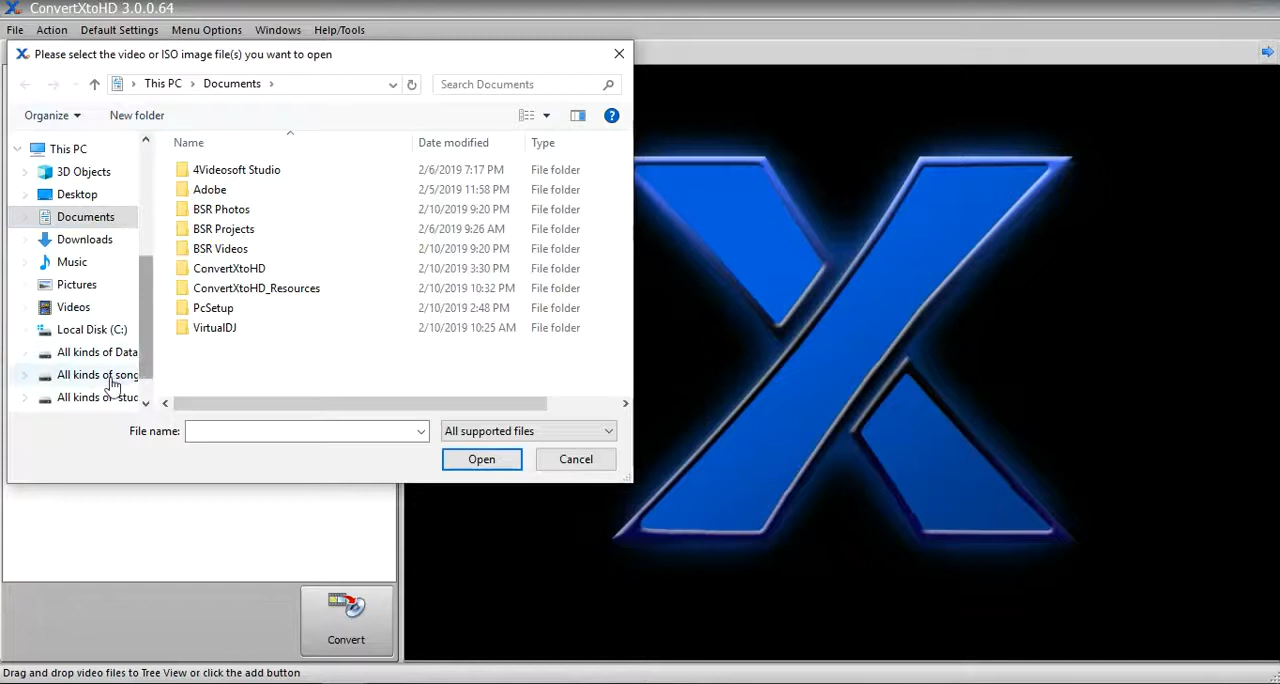 ConvertXtoHD 3.0.0.64
File Action Default Settings Menu Options Windows Help/Tools
Please select the video or ISO image file(s) you want to open
This PC Documents Search Documents
Organize New folder
This PC
3D Objects
Desktop
Documents
Downloads
Music
Pictures
Videos
Local Disk (C:)
All kinds of Data
All kinds of song
All kinds of stud
Name Date modified Type
4Videosoft Studio 2/6/2019 7:17 PM File folder
Adobe 2/5/2019 11:58 PM File folder
BSR Photos 2/10/2019 9:20 PM File folder
BSR Projects 2/6/2019 9:26 AM File folder
BSR Videos 2/10/2019 9:20 PM File folder
ConvertXtoHD 2/10/2019 3:30 PM File folder
ConvertXtoHD_Resources 2/10/2019 10:32 PM File folder
PcSetup 2/10/2019 2:48 PM File folder
VirtualDJ 2/10/2019 10:25 AM File folder
File name: All supported files
Open Cancel
Convert
Drag and drop video files to Tree View or click the add button